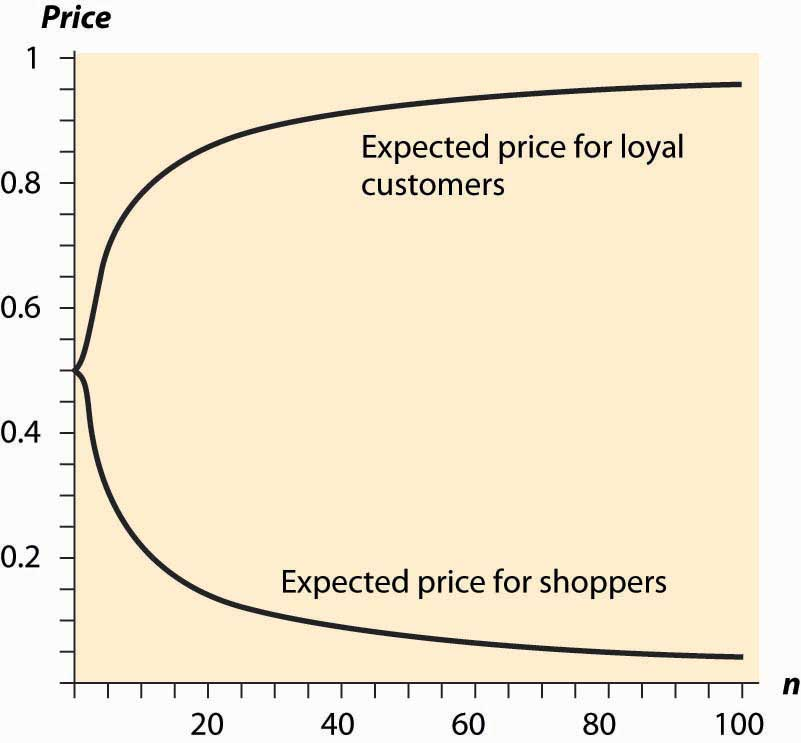 Price
1
0.8
0.6
0.4
0.2
Expected price for loyal
customers
Expected price for shoppers
n
20 40 60 80 100